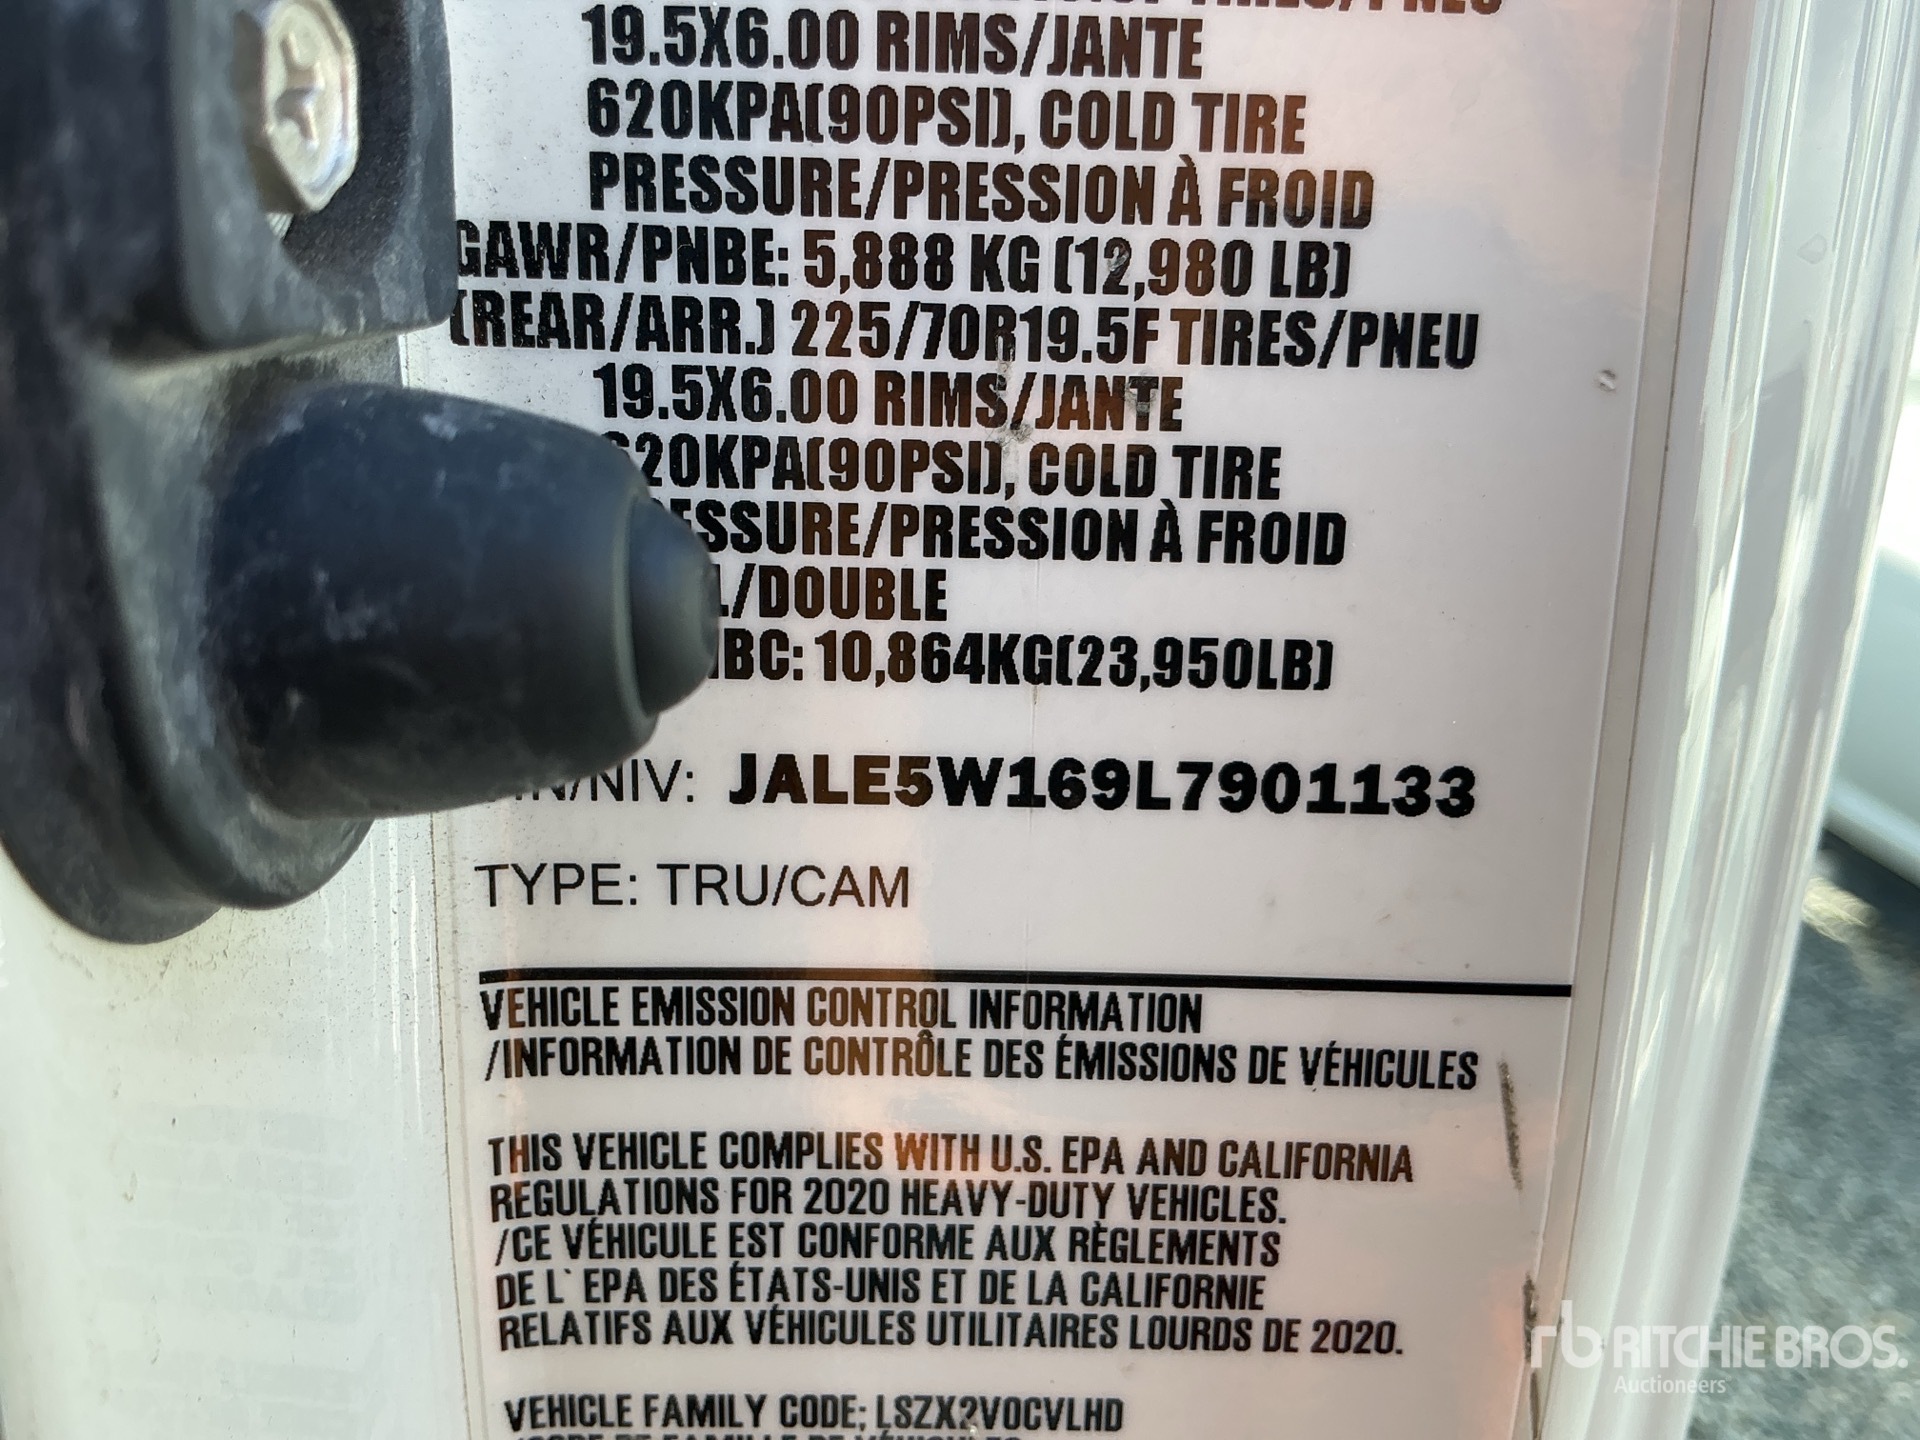 19.5X6.00 RIMS/JANTE
620KPA(90PSI), COLD TIRE
PRESSURE/PRESSION À FROID
GAWR/PNBE: 5,888 KG (12,980 LB)
(REAR/ARR.) 225/70R19.5F TIRES/PNEU
19.5X6.00 RIMS/JANTE
620KPA(90PSI), COLD TIRE
ESSURE/PRESSION À FROID
/DOUBLE
BC: 10,864KG(23,950LB)
/NIV: JALE5W169L7901133
TYPE: TRU/CAM
VEHICLE EMISSION CONTROL INFORMATION
/INFORMATION DE CONTRÔLE DES ÉMISSIONS DE VÉHICULES
THIS VEHICLE COMPLIES WITH U.S. EPA AND CALIFORNIA
REGULATIONS FOR 2020 HEAVY-DUTY VEHICLES.
/CE VÉHICULE EST CONFORME AUX RÈGLEMENTS
DE L' EPA DES ÉTATS-UNIS ET DE LA CALIFORNIE
RELATIFS AUX VÉHICULES UTILITAIRES LOURDS DE 2020.
VEHICLE FAMILY CODE; LSZX2V0CVLHD
rb RITCHIE BROS.
Auctioneers